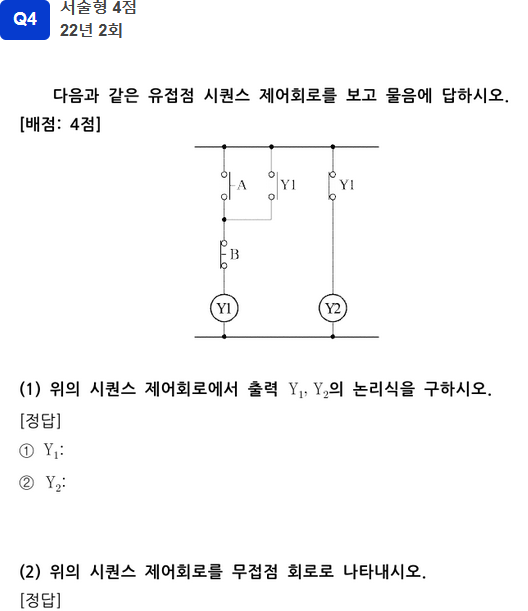 Q4
서술형 4점
22년 2회
다음과 같은 유접점 시퀀스 제어회로를 보고 물음에 답하시오.
[배점: 4점]
A Y1 Y1
B
Y1 Y2
(1) 위의 시퀀스 제어회로에서 출력 Y₁, Y₂의 논리식을 구하시오.
[정답]
① Y₁:
② Y₂:
(2) 위의 시퀀스 제어회로를 무접점 회로로 나타내시오.
[정답]